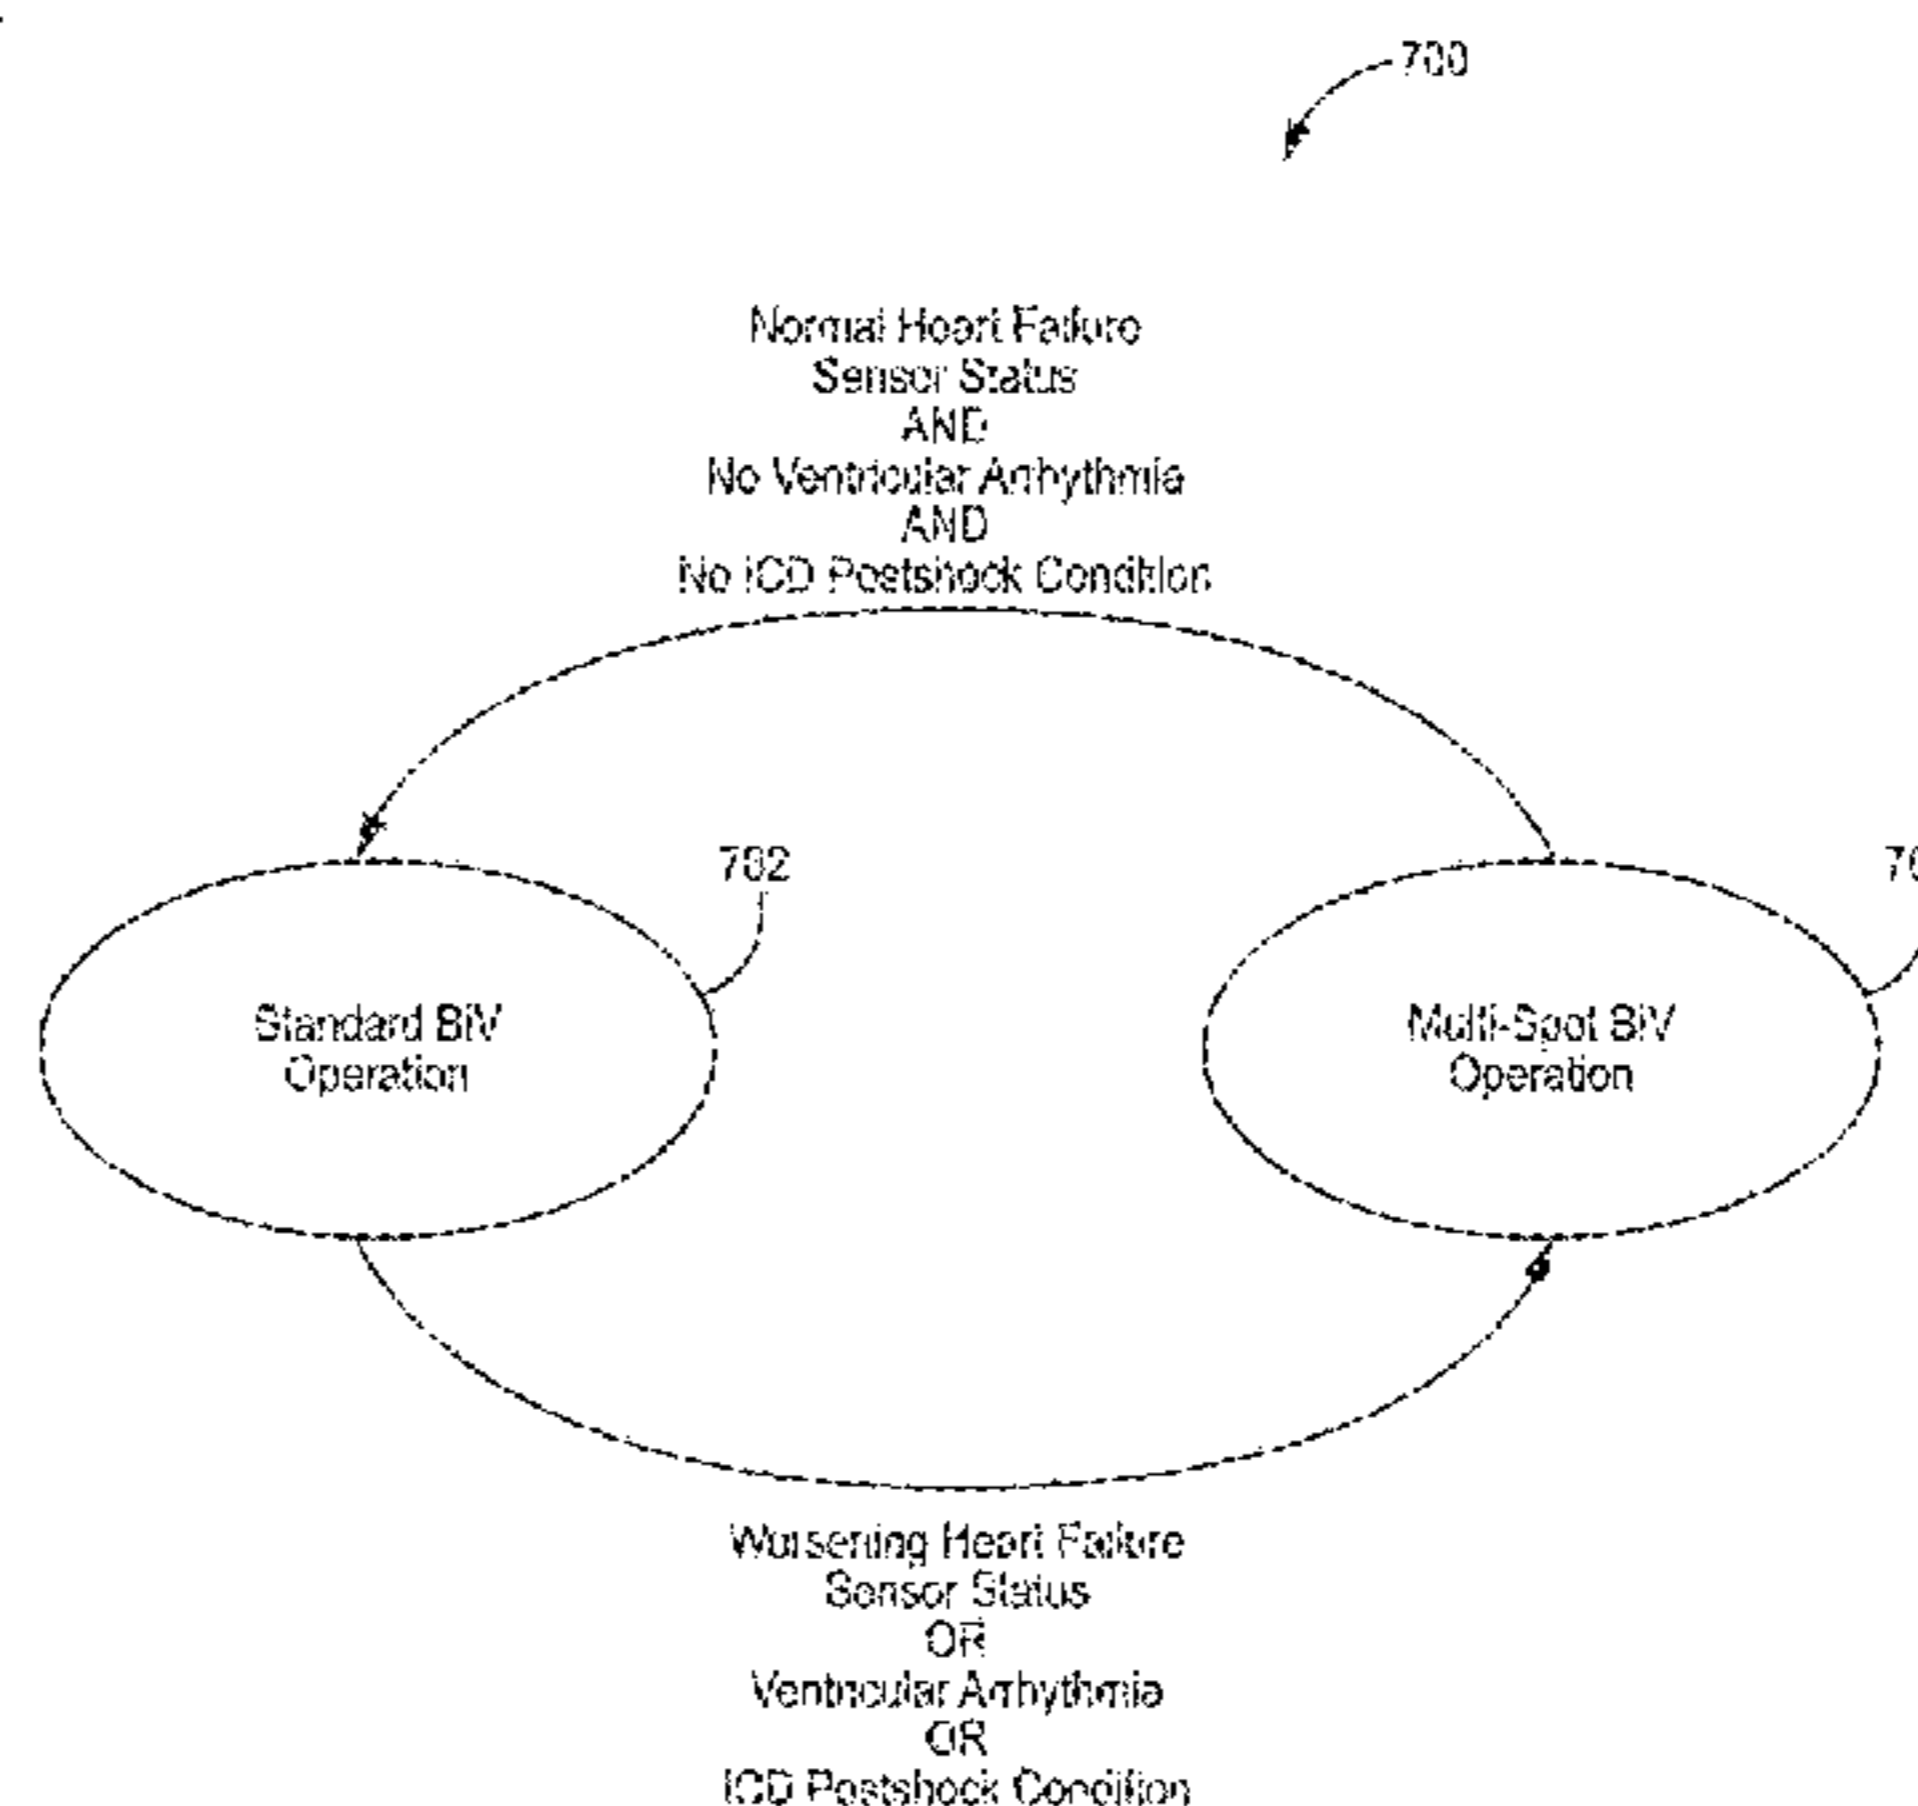 700
Normal Heart Failure
Sensor Status
AND
No Ventricular Arrhythmia
AND
No ICD Postshock Condition
702
Standard BiV
Operation
Multi-Spot BiV
Operation
Worsening Heart Failure
Sensor Status
OR
Ventricular Arrhythmia
OR
ICD Postshock Condition